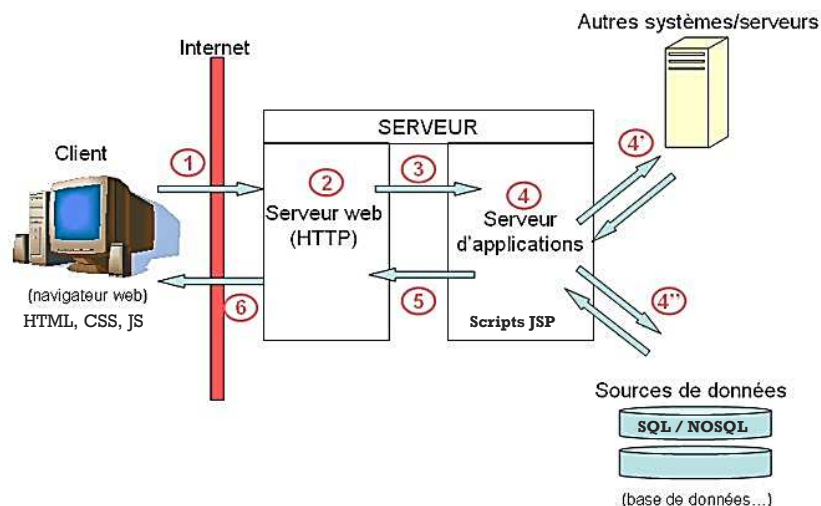 Autres systèmes/serveurs
Internet
SERVEUR
Client
1
2
3
4
4'
Serveur web
(HTTP)
Serveur
d'applications
(navigateur web)
HTML, CSS, JS
6
5
Scripts JSP
4''
Sources de données
SQL / NOSQL
(base de données...)